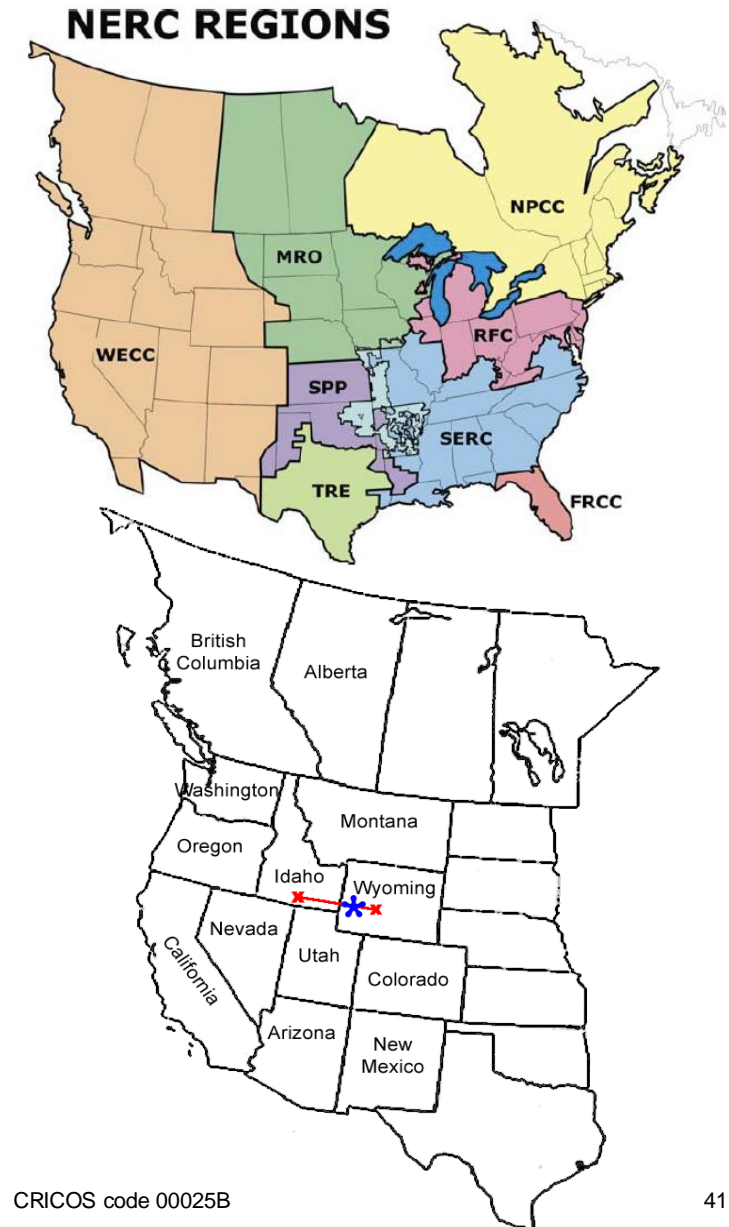 NERC REGIONS
NPCC
MRO
RFC
WECC
SPP
SERC
TRE
FRCC
British
Columbia
Alberta
Washington
Montana
Oregon
Idaho
Wyoming
Nevada
Utah
California
Colorado
Arizona
New
Mexico
CRICOS code 00025B
41